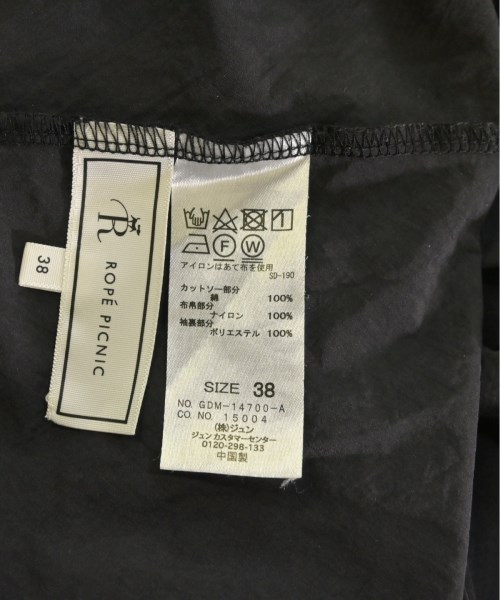 38
R
ROPÉ PICNIC
F
W
アイロンはあて布を使用
SD-190
カットソー部分
綿 100%
布帛部分
ナイロン 100%
袖裏部分
ポリエステル 100%
SIZE 38
NO. GDM-14700-A
CO. NO. 15004
(株)ジュン
ジュンカスタマーセンター
0120-298-133
中国製